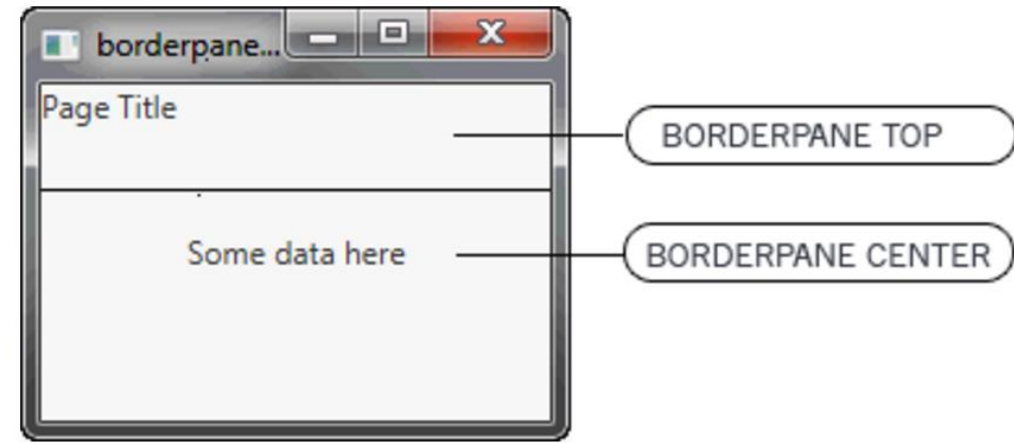 borderpane...
Page Title
BORDERPANE TOP
Some data here
BORDERPANE CENTER